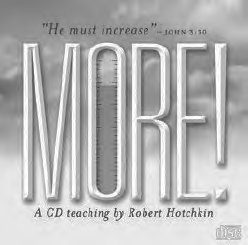 "He must increase" – JOHN 3:30
MORE!
A CD teaching by Robert Hotchkin